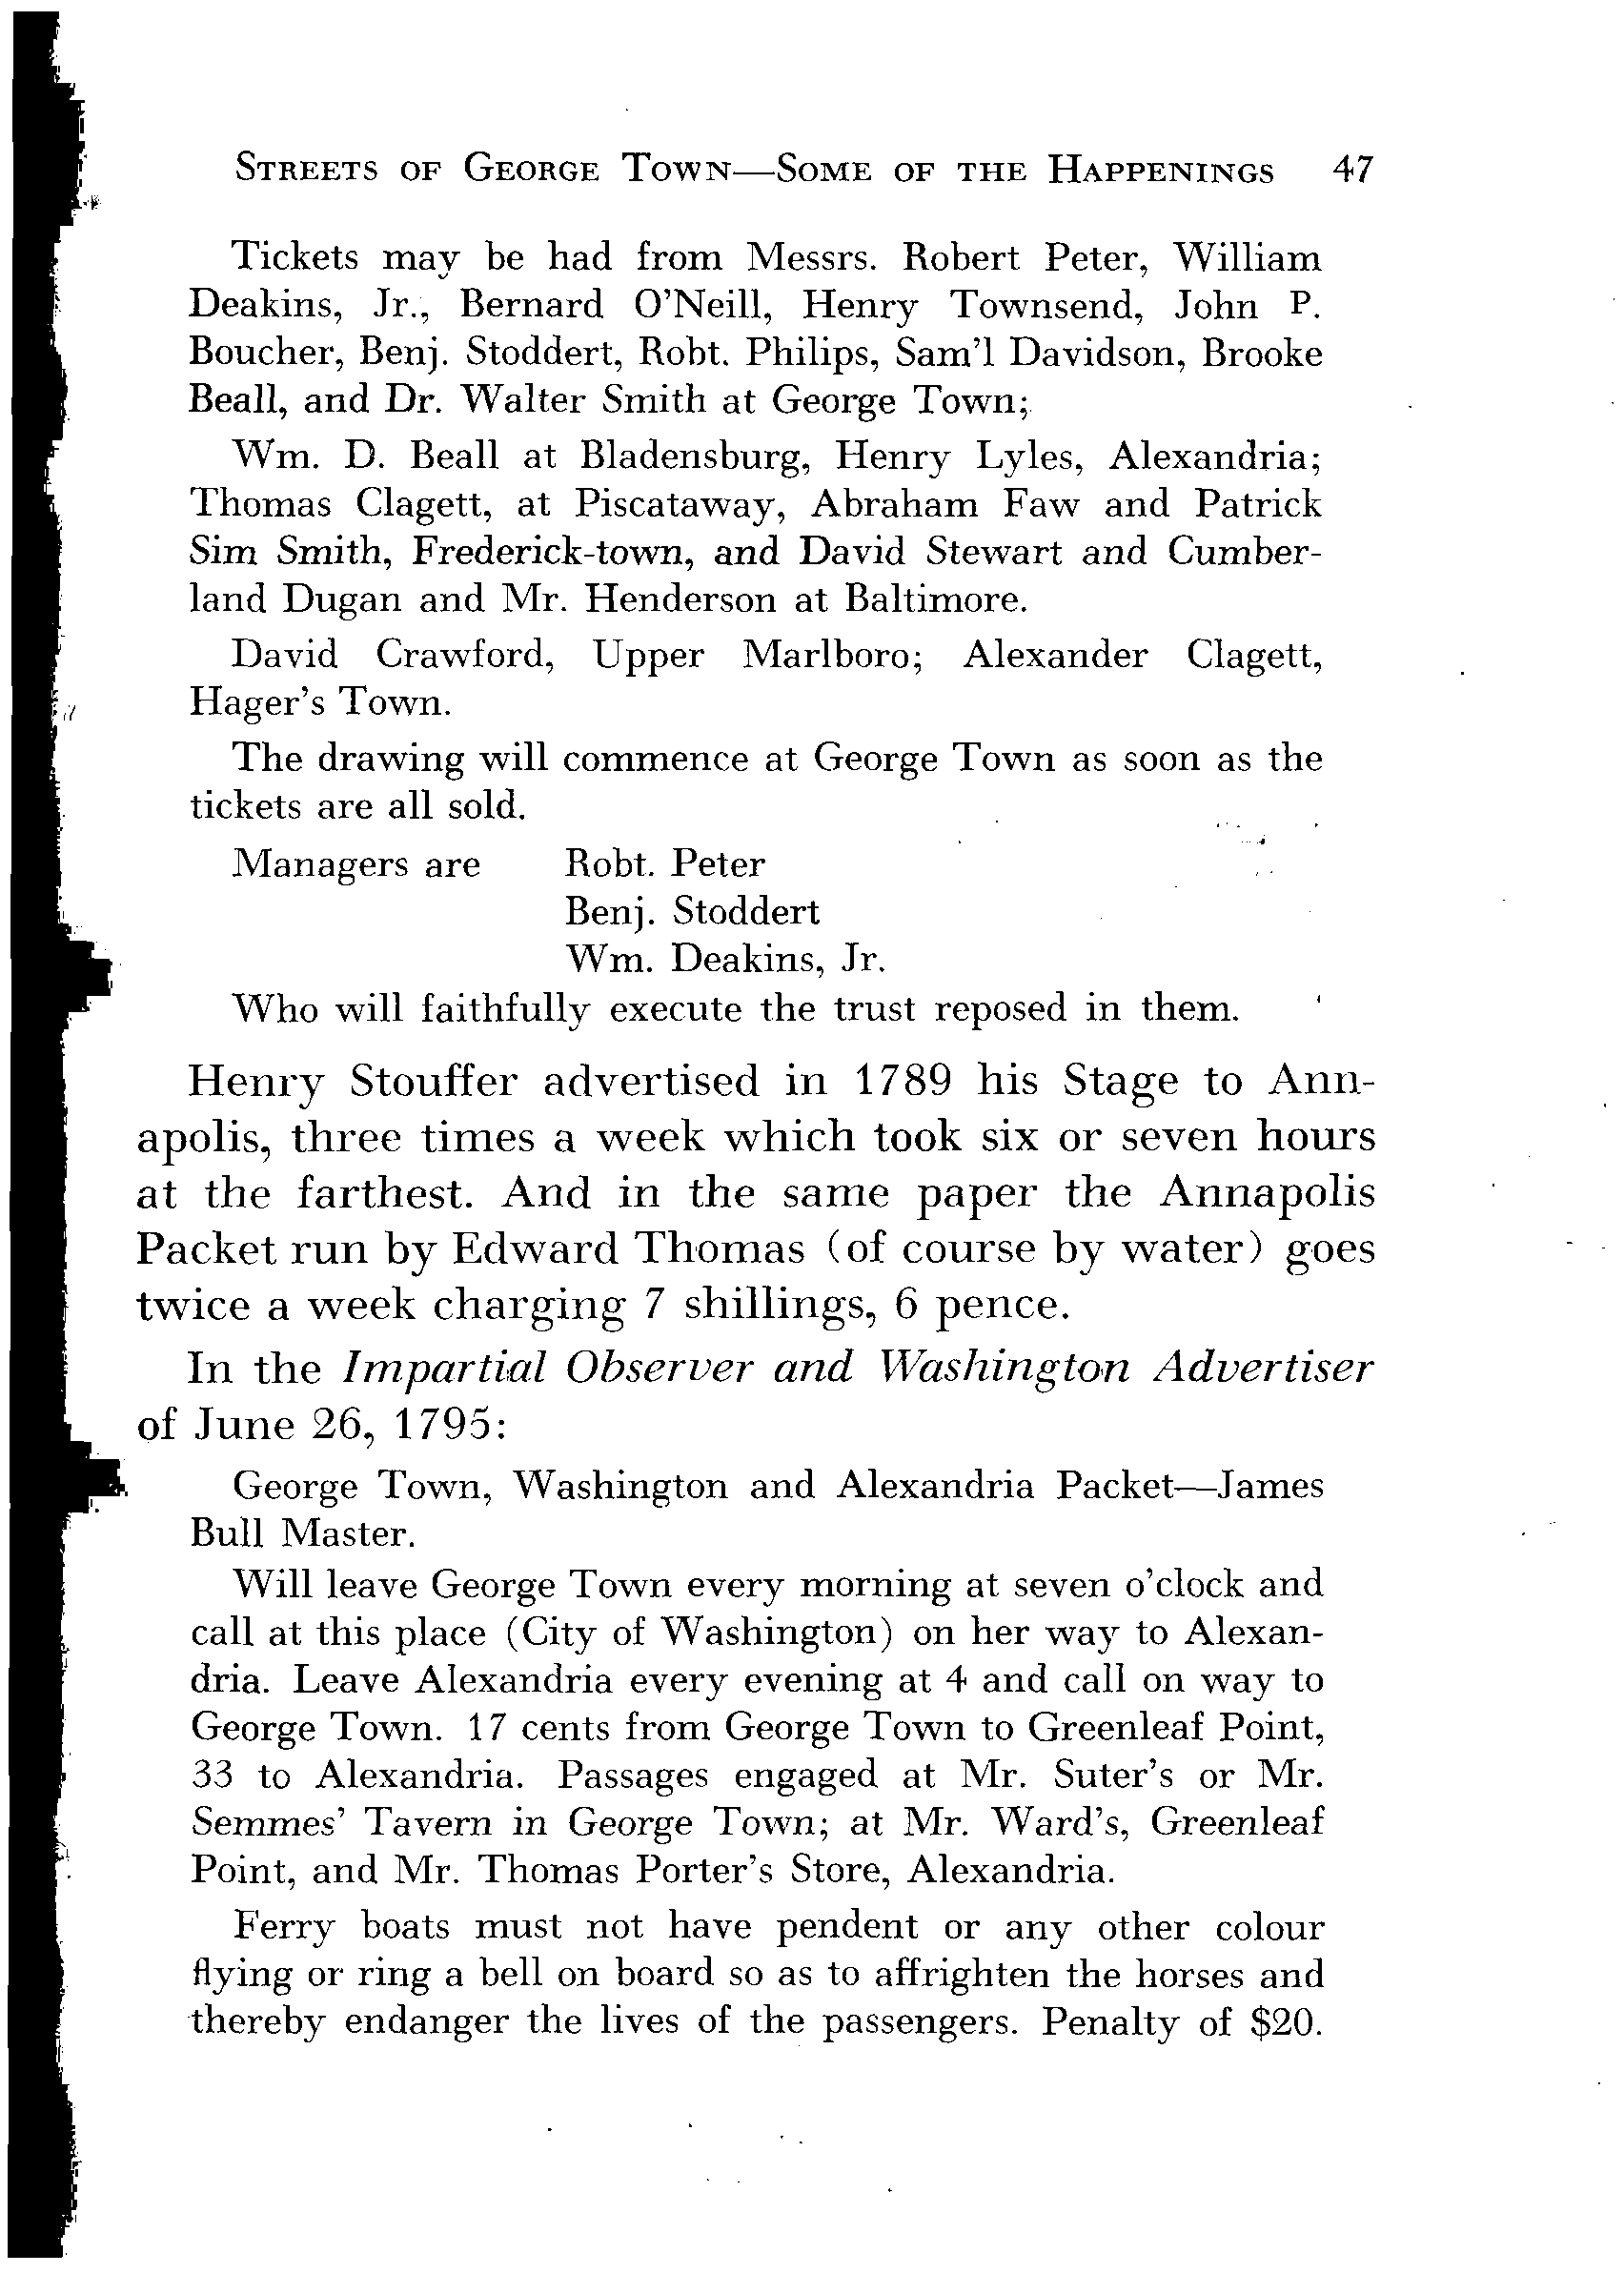 STREETS OF GEORGE TOWN—SOME OF THE HAPPENINGS 47
Tickets may be had from Messrs. Robert Peter, William
Deakins, Jr., Bernard O'Neill, Henry Townsend, John P.
Boucher, Benj. Stoddert, Robt. Philips, Sam'l Davidson, Brooke
Beall, and Dr. Walter Smith at George Town;
Wm. D. Beall at Bladensburg, Henry Lyles, Alexandria;
Thomas Clagett, at Piscataway, Abraham Faw and Patrick
Sim Smith, Frederick-town, and David Stewart and Cumber-
land Dugan and Mr. Henderson at Baltimore.
David Crawford, Upper Marlboro; Alexander Clagett,
Hager's Town.
The drawing will commence at George Town as soon as the
tickets are all sold.
Managers are Robt. Peter
Benj. Stoddert
Wm. Deakins, Jr.
Who will faithfully execute the trust reposed in them.
Henry Stouffer advertised in 1789 his Stage to Ann-
apolis, three times a week which took six or seven hours
at the farthest. And in the same paper the Annapolis
Packet run by Edward Thomas (of course by water) goes
twice a week charging 7 shillings, 6 pence.
In the Impartial Observer and Washington Advertiser
of June 26, 1795:
George Town, Washington and Alexandria Packet—James
Bull Master.
Will leave George Town every morning at seven o'clock and
call at this place (City of Washington) on her way to Alexan-
dria. Leave Alexandria every evening at 4 and call on way to
George Town. 17 cents from George Town to Greenleaf Point,
33 to Alexandria. Passages engaged at Mr. Suter's or Mr.
Semmes' Tavern in George Town; at Mr. Ward's, Greenleaf
Point, and Mr. Thomas Porter's Store, Alexandria.
Ferry boats must not have pendent or any other colour
flying or ring a bell on board so as to affrighten the horses and
thereby endanger the lives of the passengers. Penalty of $20.